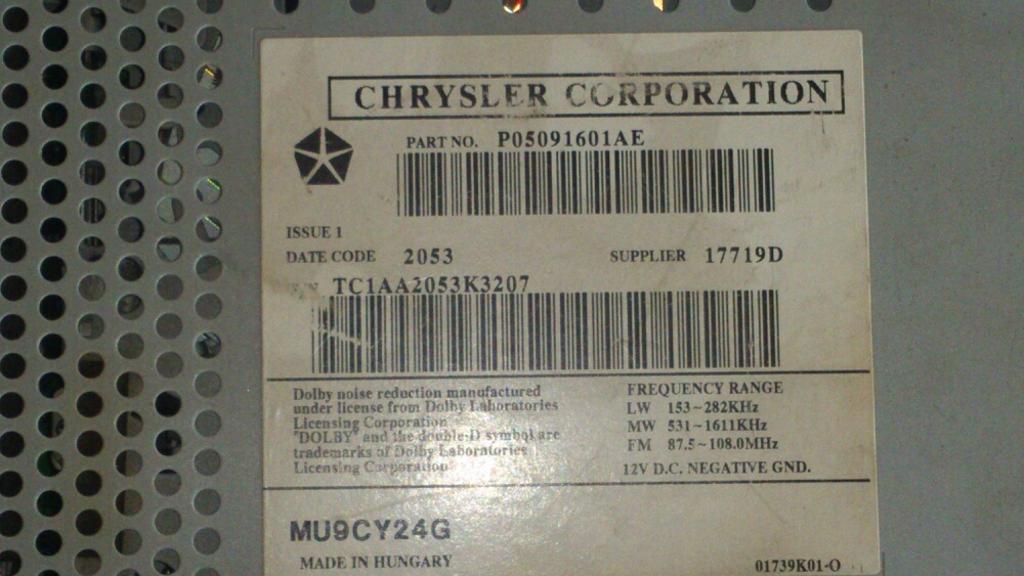 CHRYSLER CORPORATION
PART NO. P05091601AE
ISSUE 1
DATE CODE 2053 SUPPLIER 17719D
TC1AA2053K3207
Dolby noise reduction manufactured
under license from Dolby Laboratories
Licensing Corporation
"DOLBY" and the double-D symbol are
trademarks of Dolby Laboratories
Licensing Corporation
FREQUENCY RANGE
LW 153~282KHz
MW 531~1611KHz
FM 87.5~108.0MHz
12V D.C. NEGATIVE GND.
MU9CY24G
MADE IN HUNGARY 01739K01-O